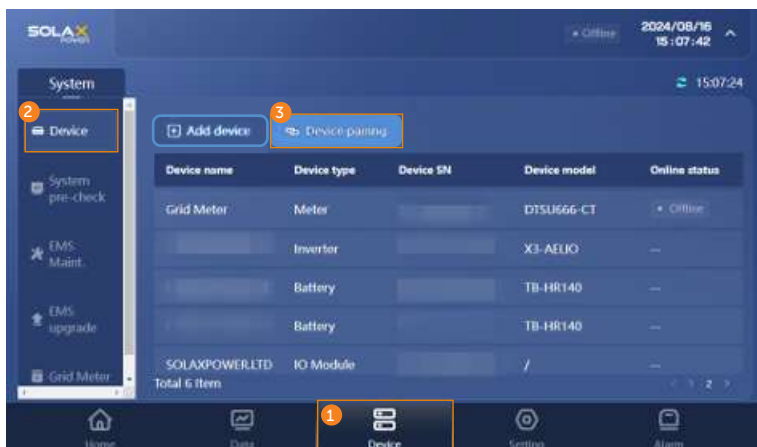 SOLAX
POWER
Offline
2024/08/16
15:07:42
System
15:07:24
2
3
Device
Add device
Device pairing
Device name Device type Device SN Device model Online status
System
pre-check
Grid Meter Meter DTSU666-CT Offline
EMS
Maint.
Inverter X3-AELIO --
Battery TB-HR140 --
EMS
upgrade
Battery TB-HR140 --
SOLAXPOWER.LTD IO Module / --
Grid Meter
Total 6 Item
1 2
1
Home Data Device Setting Alarm